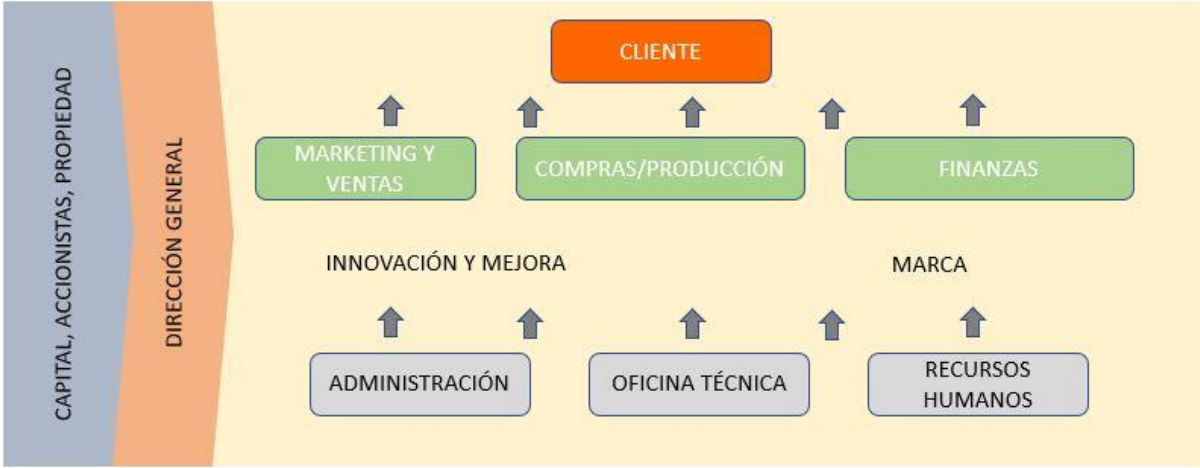 CAPITAL, ACCIONISTAS, PROPIEDAD
DIRECCIÓN GENERAL
CLIENTE
MARKETING Y
VENTAS
COMPRAS/PRODUCCIÓN
FINANZAS
INNOVACIÓN Y MEJORA
MARCA
ADMINISTRACIÓN
OFICINA TÉCNICA
RECURSOS
HUMANOS